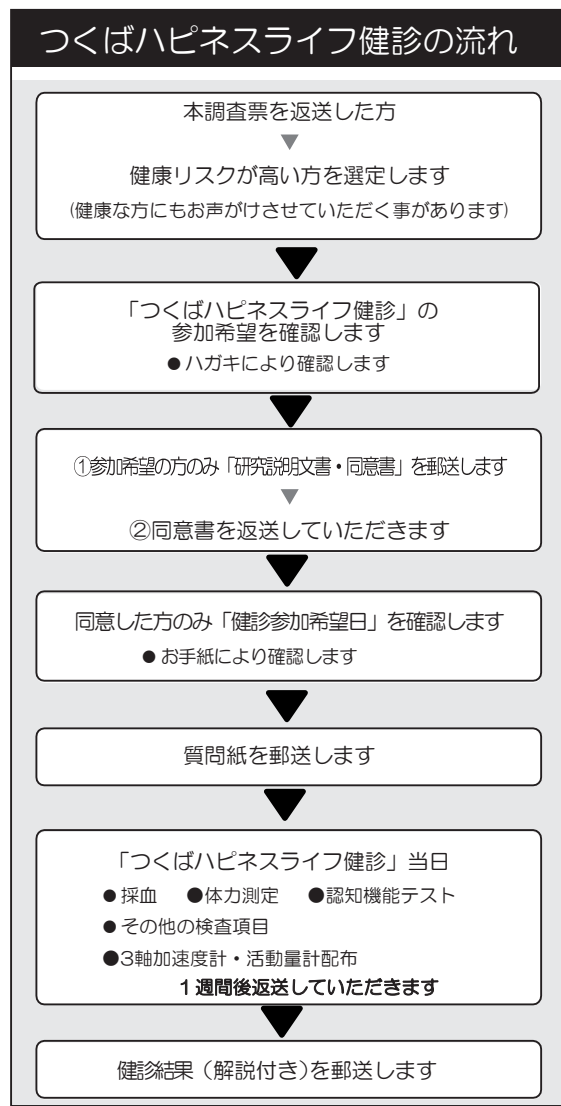 つくばハピネスライフ健診の流れ
本調査票を返送した方
▼
健康リスクが高い方を選定します
(健康な方にもお声がけさせていただく事があります)
▼
「つくばハピネスライフ健診」の
参加希望を確認します
●ハガキにより確認します
▼
①参加希望の方のみ「研究説明文書・同意書」を郵送します
▼
②同意書を返送していただきます
▼
同意した方のみ「健診参加希望日」を確認します
●お手紙により確認します
▼
質問紙を郵送します
▼
「つくばハピネスライフ健診」当日
●採血 ●体力測定 ●認知機能テスト
●その他の検査項目
●3軸加速度計・活動量計配布
1週間後返送していただきます
▼
健診結果(解説付き)を郵送します